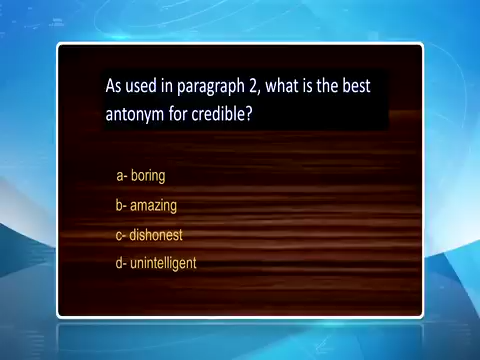 As used in paragraph 2, what is the best
antonym for credible?
a- boring
b- amazing
c- dishonest
d- unintelligent